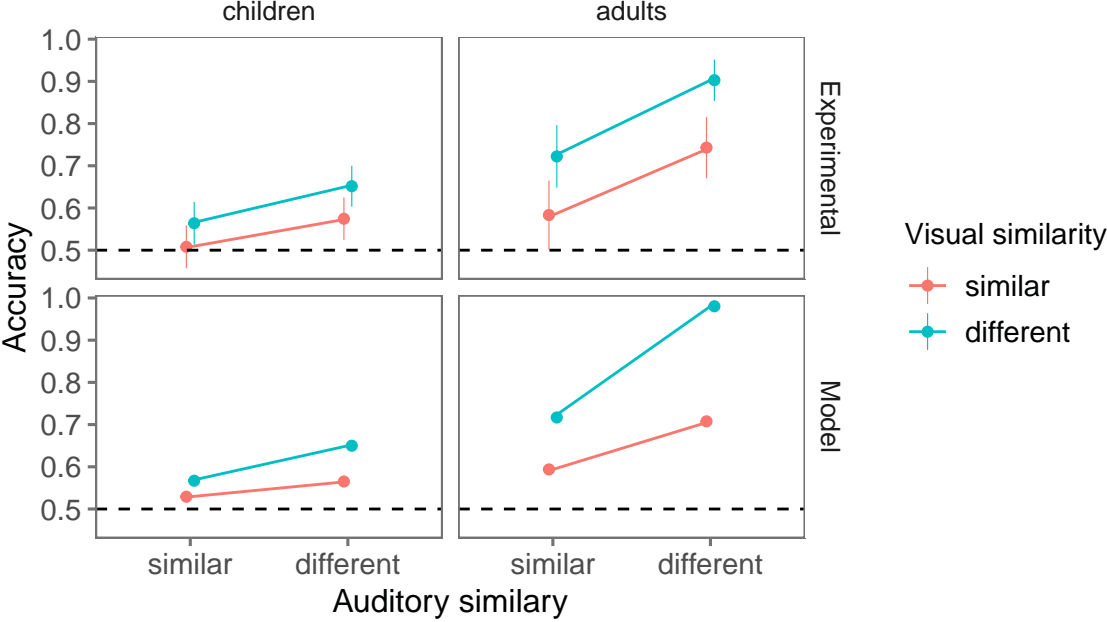 children adults
1.0
0.9
0.8
0.7
0.6
0.5
Experimental
1.0
0.9
0.8
0.7
0.6
0.5
Model
Accuracy
similar different similar different
Auditory similary
Visual similarity
similar
different